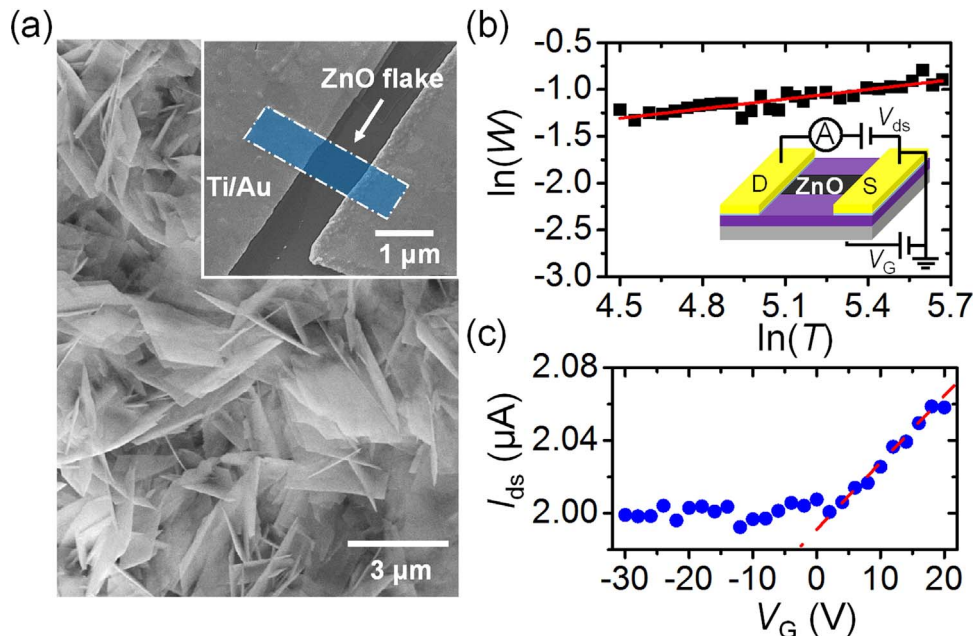 (a)
ZnO flake
Ti/Au
1 μm
3 μm
(b)
ln(W)
-0.5
-1.0
-1.5
-2.0
-2.5
-3.0
A
Vds
D
ZnO
S
VG
4.5 4.8 5.1 5.4 5.7
ln(T)
(c)
Ids (μA)
2.08
2.04
2.00
-30 -20 -10 0 10 20
VG (V)